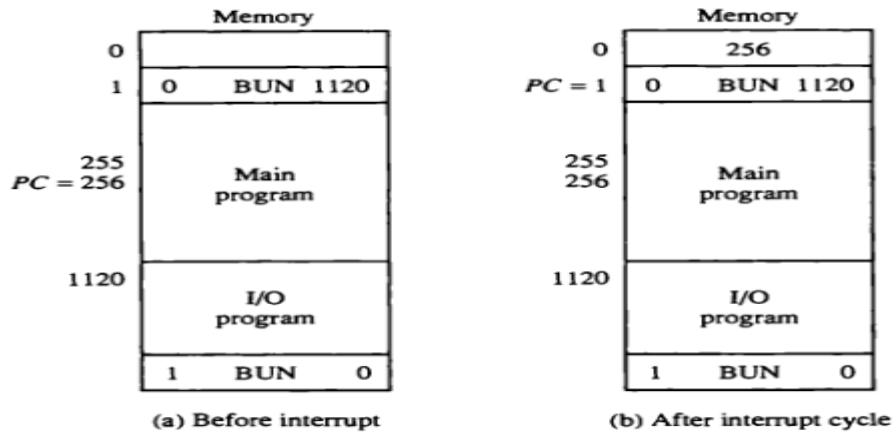 Memory
0
1 0 BUN 1120
255
PC = 256
Main
program
1120
I/O
program
1 BUN 0
(a) Before interrupt
Memory
0 256
PC = 1 0 BUN 1120
255
256
Main
program
1120
I/O
program
1 BUN 0
(b) After interrupt cycle